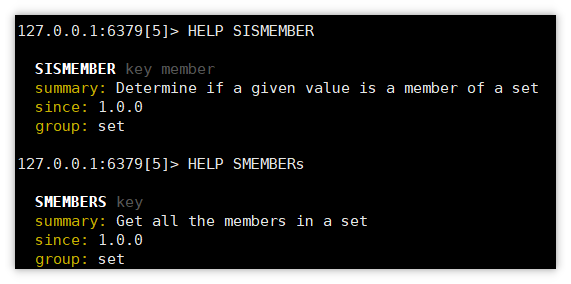 127.0.0.1:6379[5]> HELP SISMEMBER
SISMEMBER key member
summary: Determine if a given value is a member of a set
since: 1.0.0
group: set
127.0.0.1:6379[5]> HELP SMEMBERs
SMEMBERS key
summary: Get all the members in a set
since: 1.0.0
group: set